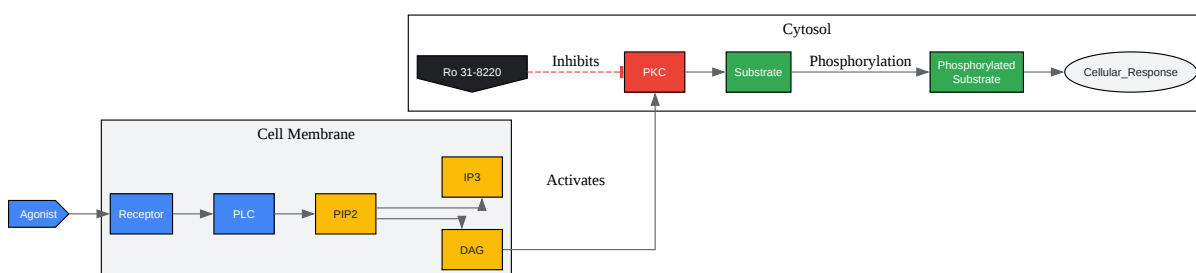 Cytosol
Ro 31-8220
Inhibits
PKC
Substrate
Phosphorylation
Phosphorylated
Substrate
Cellular_Response
Cell Membrane
IP3
Activates
Agonist
Receptor
PLC
PIP2
DAG